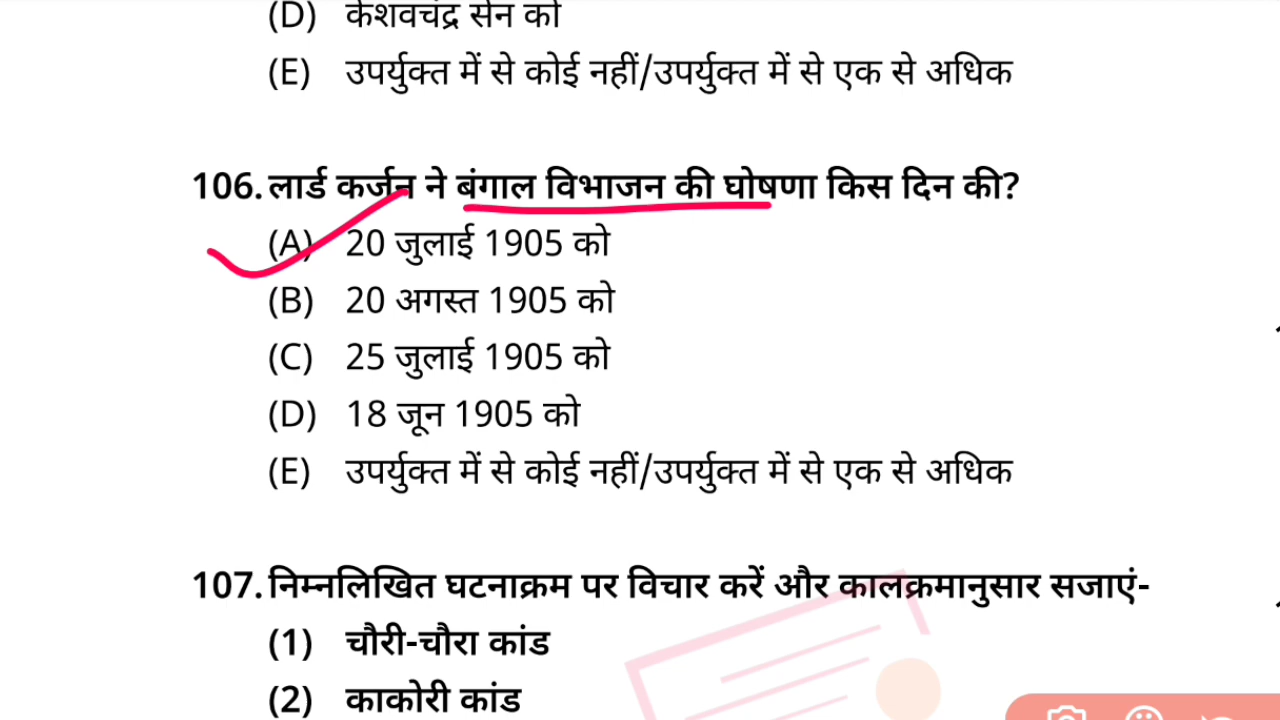 (D) केशवचंद्र सेन को
(E) उपर्युक्त में से कोई नहीं/उपर्युक्त में से एक से अधिक
106. लार्ड कर्जन ने बंगाल विभाजन की घोषणा किस दिन की?
(A) 20 जुलाई 1905 को
(B) 20 अगस्त 1905 को
(C) 25 जुलाई 1905 को
(D) 18 जून 1905 को
(E) उपर्युक्त में से कोई नहीं/उपर्युक्त में से एक से अधिक
107. निम्नलिखित घटनाक्रम पर विचार करें और कालक्रमानुसार सजाएं-
(1) चौरी-चौरा कांड
(2) काकोरी कांड